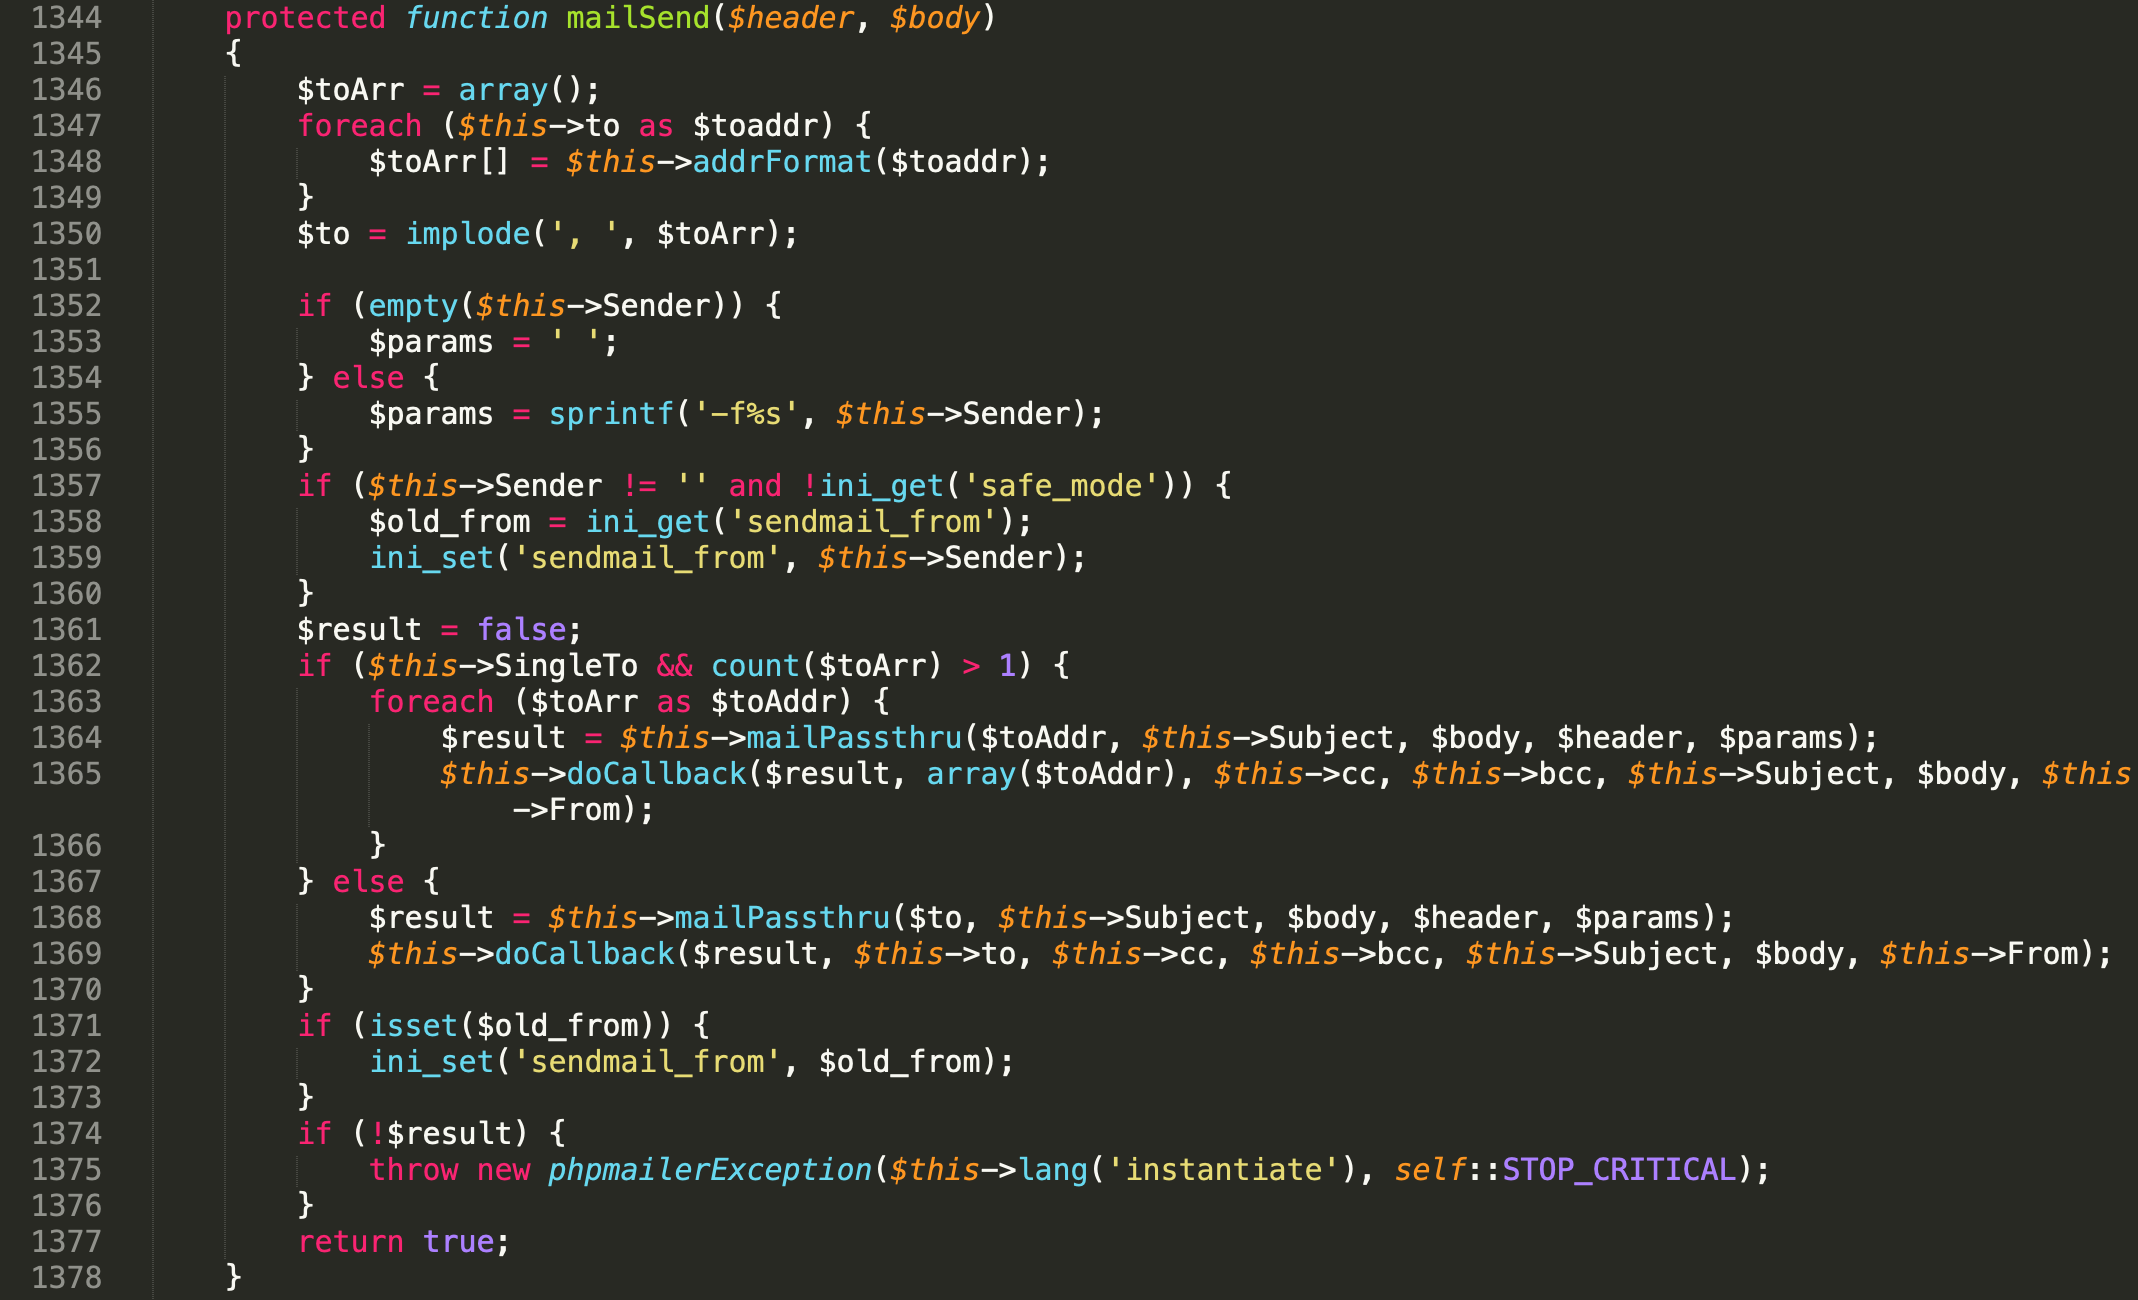 1344 protected function mailSend($header, $body)
1345 {
1346 $toArr = array();
1347 foreach ($this->to as $toaddr) {
1348 $toArr[] = $this->addrFormat($toaddr);
1349 }
1350 $to = implode(', ', $toArr);
1351
1352 if (empty($this->Sender)) {
1353 $params = ' ';
1354 } else {
1355 $params = sprintf('-f%s', $this->Sender);
1356 }
1357 if ($this->Sender != '' and !ini_get('safe_mode')) {
1358 $old_from = ini_get('sendmail_from');
1359 ini_set('sendmail_from', $this->Sender);
1360 }
1361 $result = false;
1362 if ($this->SingleTo && count($toArr) > 1) {
1363 foreach ($toArr as $toAddr) {
1364 $result = $this->mailPassthru($toAddr, $this->Subject, $body, $header, $params);
1365 $this->doCallback($result, array($toAddr), $this->cc, $this->bcc, $this->Subject, $body, $this
->From);
1366 }
1367 } else {
1368 $result = $this->mailPassthru($to, $this->Subject, $body, $header, $params);
1369 $this->doCallback($result, $this->to, $this->cc, $this->bcc, $this->Subject, $body, $this->From);
1370 }
1371 if (isset($old_from)) {
1372 ini_set('sendmail_from', $old_from);
1373 }
1374 if (!$result) {
1375 throw new phpmailerException($this->lang('instantiate'), self::STOP_CRITICAL);
1376 }
1377 return true;
1378 }